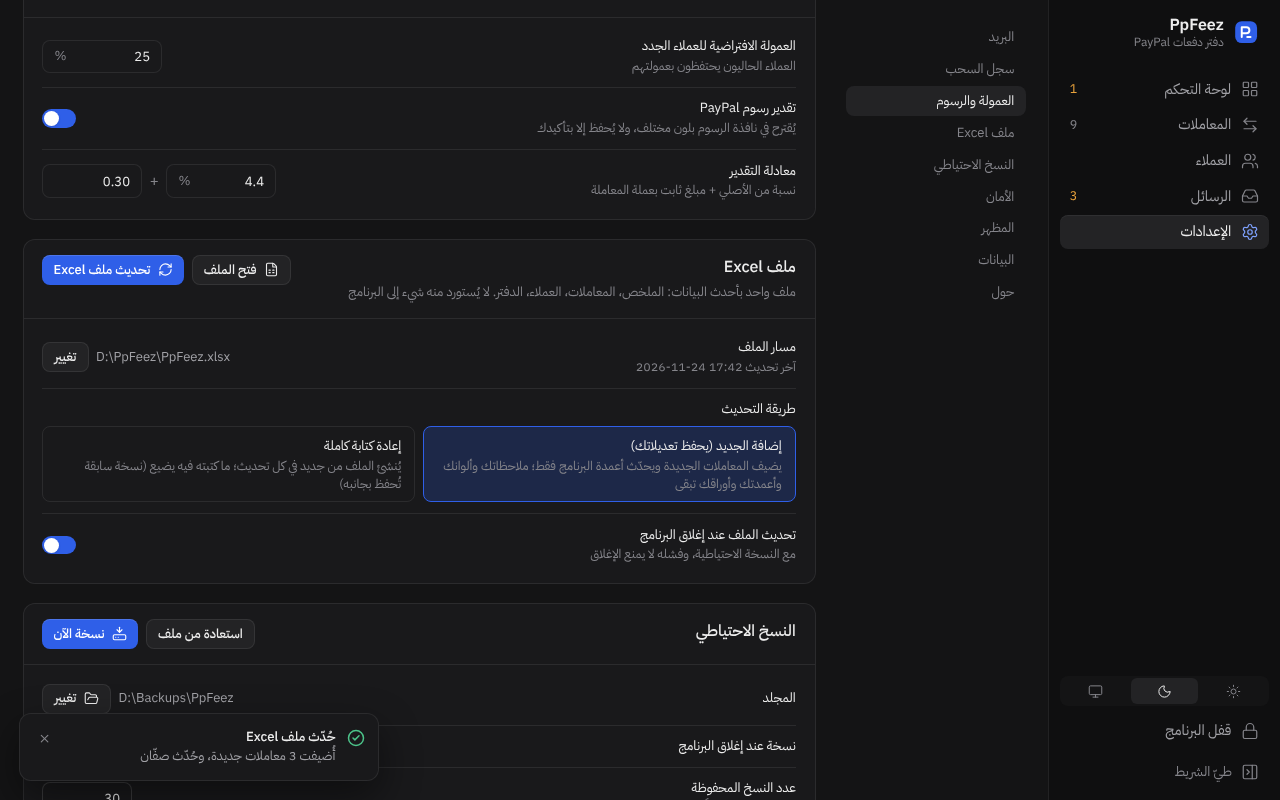 PpFeez
دفتر دفعات PayPal
لوحة التحكم
1
المعاملات
9
العملاء
الرسائل
3
الإعدادات
قفل البرنامج
طيّ الشريط
البريد
سجل السحب
العمولة والرسوم
ملف Excel
النسخ الاحتياطي
الأمان
المظهر
البيانات
حول
العمولة الافتراضية للعملاء الجدد
العملاء الحاليون يحتفظون بعمولتهم
25 %
تقدير رسوم PayPal
يُقترح في نافذة الرسوم بلون مختلف، ولا يُحفظ إلا بتأكيدك
معادلة التقدير
نسبة من الأصلي + مبلغ ثابت بعملة المعاملة
4.4 % + 0.30
ملف Excel
ملف واحد بأحدث البيانات: الملخص، المعاملات، العملاء، الدفتر. لا يُستورد منه شيء إلى البرنامج
فتح الملف
تحديث ملف Excel
مسار الملف
آخر تحديث 2026-11-24 17:42
D:\PpFeez\PpFeez.xlsx
تغيير
طريقة التحديث
إضافة الجديد (يحفظ تعديلاتك)
يضيف المعاملات الجديدة ويحدّث أعمدة البرنامج فقط؛ ملاحظاتك وألوانك
وأعمدتك وأوراقك تبقى
إعادة كتابة كاملة
يُنشئ الملف من جديد في كل تحديث؛ ما كتبته فيه يضيع (نسخة سابقة
تُحفظ بجانبه)
تحديث الملف عند إغلاق البرنامج
مع النسخة الاحتياطية، وفشله لا يمنع الإغلاق
النسخ الاحتياطي
استعادة من ملف
نسخة الآن
المجلد
D:\Backups\PpFeez
تغيير
نسخة عند إغلاق البرنامج
عدد النسخ المحفوظة
30
حُدّث ملف Excel
أُضيفت 3 معاملات جديدة، وحُدّث صفّان